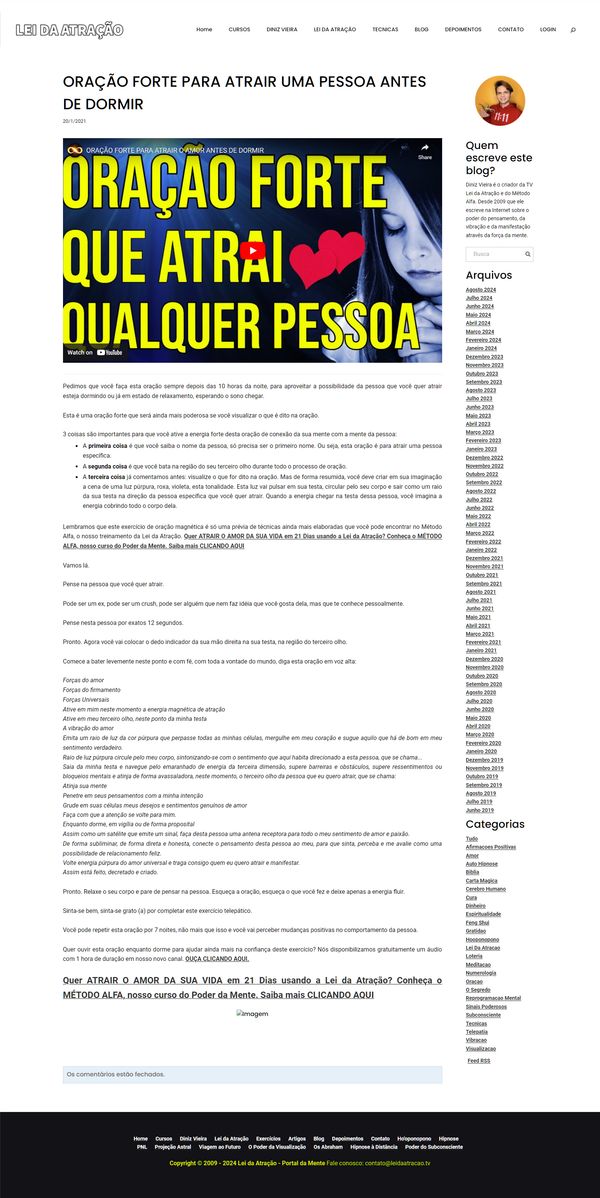 LEI DA ATRAÇÃO
Home CURSOS DINIZ VIEIRA LEI DA ATRAÇÃO TECNICAS BLOG DEPOIMENTOS CONTATO LOGIN
ORAÇÃO FORTE PARA ATRAIR UMA PESSOA ANTES
DE DORMIR
20/1/2021
ORAÇÃO FORTE PARA ATRAIR O AMOR ANTES DE DORMIR
Share
ORAÇÃO FORTE
QUE ATRAI
QUALQUER PESSOA
Watch on YouTube
Pedimos que você faça esta oração sempre depois das 10 horas da noite, para aproveitar a possibilidade da pessoa que você quer atrair
esteja dormindo ou já em estado de relaxamento, esperando o sono chegar.
Esta é uma oração forte que será ainda mais poderosa se você visualizar o que é dito na oração.
3 coisas são importantes para que você ative a energia forte desta oração de conexão da sua mente com a mente da pessoa:
A primeira coisa é que você saiba o nome da pessoa, só precisa ser o primeiro nome. Ou seja, esta oração é para atrair uma pessoa
específica.
A segunda coisa é que você bata na região do seu terceiro olho durante todo o processo de oração.
A terceira coisa já comentamos antes: visualize o que for dito na oração. Mas de forma resumida, você deve criar em sua imaginação
a cena de uma luz púrpura, roxa, violeta, esta tonalidade. Esta luz vai pulsar em sua testa, circular pelo seu corpo e sair como um raio
da sua testa na direção da pessoa específica que você quer atrair. Quando a energia chegar na testa dessa pessoa, você imagina a
energia cobrindo todo o corpo dela.
Lembramos que este exercício de oração magnética é só uma prévia de técnicas ainda mais elaboradas que você pode encontrar no Método
Alfa, o nosso treinamento da Lei da Atração. Quer ATRAIR O AMOR DA SUA VIDA em 21 Dias usando a Lei da Atração? Conheça o MÉTODO
ALFA, nosso curso do Poder da Mente. Saiba mais CLICANDO AQUI
Vamos lá.
Pense na pessoa que você quer atrair.
Pode ser um ex, pode ser um crush, pode ser alguém que nem faz idéia que você gosta dela, mas que te conhece pessoalmente.
Pense nesta pessoa por exatos 12 segundos.
Pronto. Agora você vai colocar o dedo indicador da sua mão direita na sua testa, na região do terceiro olho.
Comece a bater levemente neste ponto e com fé, com toda a vontade do mundo, diga esta oração em voz alta:
Forças do amor
Forças do firmamento
Forças Universais
Ative em mim neste momento a energia magnética de atração
Ative em meu terceiro olho, neste ponto da minha testa
A vibração do amor
Emita um raio de luz da cor púrpura que perpasse todas as minhas células, mergulhe em meu coração e sugue aquilo que há de bom em meu
sentimento verdadeiro.
Raio de luz púrpura circule pelo meu corpo, sintonizando-se com o sentimento que aqui habita direcionado a esta pessoa, que se chama...
Saia da minha testa e navegue pelo emaranhado de energia da terceira dimensão, supere barreiras e obstáculos, supere ressentimentos ou
bloqueios mentais e atinja de forma avassaladora, neste momento, o terceiro olho da pessoa que eu quero atrair, que se chama:
Atinja sua mente
Penetre em seus pensamentos com a minha intenção
Grude em suas células meus desejos e sentimentos genuínos de amor
Faça com que a atenção se volte para mim.
Enquanto dorme, em vigília ou de forma proposital
Assim como um satélite que emite um sinal, faça desta pessoa uma antena receptora para todo o meu sentimento de amor e paixão.
De forma subliminar, de forma direta e honesta, conecte o pensamento desta pessoa ao meu, para que sinta, perceba e me avalie como uma
possibilidade de relacionamento feliz.
Volte energia púrpura do amor universal e traga consigo quem eu quero atrair e manifestar.
Assim está feito, decretado e criado.
Pronto. Relaxe o seu corpo e pare de pensar na pessoa. Esqueça a oração, esqueça o que você fez e deixe apenas a energia fluir.
Sinta-se bem, sinta-se grato (a) por completar este exercício telepático.
Você pode repetir esta oração por 7 noites, não mais que isso e você vai perceber mudanças positivas no comportamento da pessoa.
Quer ouvir esta oração enquanto dorme para ajudar ainda mais na confiança deste exercício? Nós disponibilizamos gratuitamente um áudio
com 1 hora de duração em nosso novo canal. OUÇA CLICANDO AQUI.
Quer ATRAIR O AMOR DA SUA VIDA em 21 Dias usando a Lei da Atração? Conheça o
MÉTODO ALFA, nosso curso do Poder da Mente. Saiba mais CLICANDO AQUI
Imagem
Os comentários estão fechados.
11:11
Quem
escreve este
blog?
Diniz Vieira é o criador da TV
Lei da Atração e do Método
Alfa. Desde 2009 que ele
escreve na Internet sobre o
poder do pensamento, da
vibração e da manifestação
através da força da mente.
Busca
Arquivos
Agosto 2024
Julho 2024
Junho 2024
Maio 2024
Abril 2024
Março 2024
Fevereiro 2024
Janeiro 2024
Dezembro 2023
Novembro 2023
Outubro 2023
Setembro 2023
Agosto 2023
Julho 2023
Junho 2023
Maio 2023
Abril 2023
Março 2023
Fevereiro 2023
Janeiro 2023
Dezembro 2022
Novembro 2022
Outubro 2022
Setembro 2022
Agosto 2022
Julho 2022
Junho 2022
Maio 2022
Abril 2022
Março 2022
Fevereiro 2022
Janeiro 2022
Dezembro 2021
Novembro 2021
Outubro 2021
Setembro 2021
Agosto 2021
Julho 2021
Junho 2021
Maio 2021
Abril 2021
Março 2021
Fevereiro 2021
Janeiro 2021
Dezembro 2020
Novembro 2020
Outubro 2020
Setembro 2020
Agosto 2020
Julho 2020
Junho 2020
Maio 2020
Abril 2020
Março 2020
Fevereiro 2020
Janeiro 2020
Dezembro 2019
Novembro 2019
Outubro 2019
Setembro 2019
Agosto 2019
Julho 2019
Junho 2019
Categorias
Tudo
Afirmacoes Positivas
Amor
Auto Hipnose
Bíblia
Carta Magica
Cerebro Humano
Cura
Dinheiro
Espiritualidade
Feng Shui
Gratidao
Hooponopono
Lei Da Atracao
Loteria
Meditacao
Numerologia
Oracao
O Segredo
Reprogramacao Mental
Sinais Poderosos
Subconsciente
Tecnicas
Telepatia
Vibracao
Visualizacao
Feed RSS
Home Cursos Diniz Vieira Lei da Atração Exercícios Artigos Blog Depoimentos Contato Ho'oponopono Hipnose
PNL Projeção Astral Viagem ao Futuro O Poder da Visualização Os Abraham Hipnose à Distância Poder do Subconsciente
Copyright © 2009 - 2024 Lei da Atração - Portal da Mente Fale conosco: contato@leidaatracao.tv